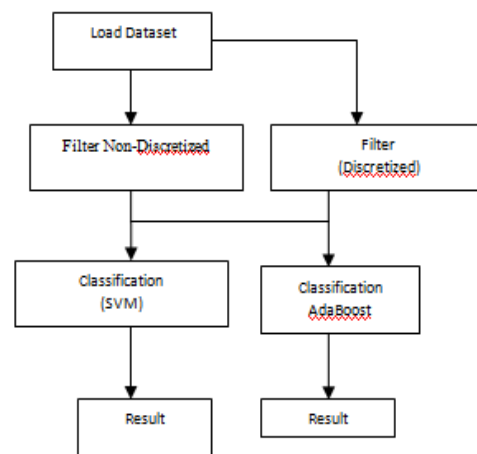 Load Dataset
Filter Non-Discretized
Filter
(Discretized)
Classification
(SVM)
Classification
AdaBoost
Result
Result